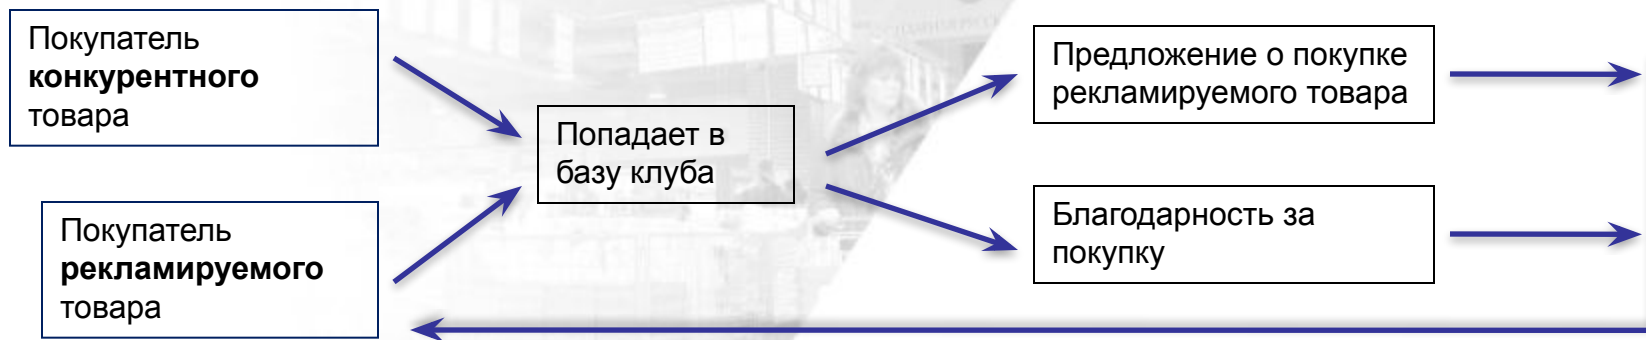 Покупатель
конкурентного
товара
Предложение о покупке
рекламируемого товара
Попадает в
базу клуба
Покупатель
рекламируемого
товара
Благодарность за
покупку